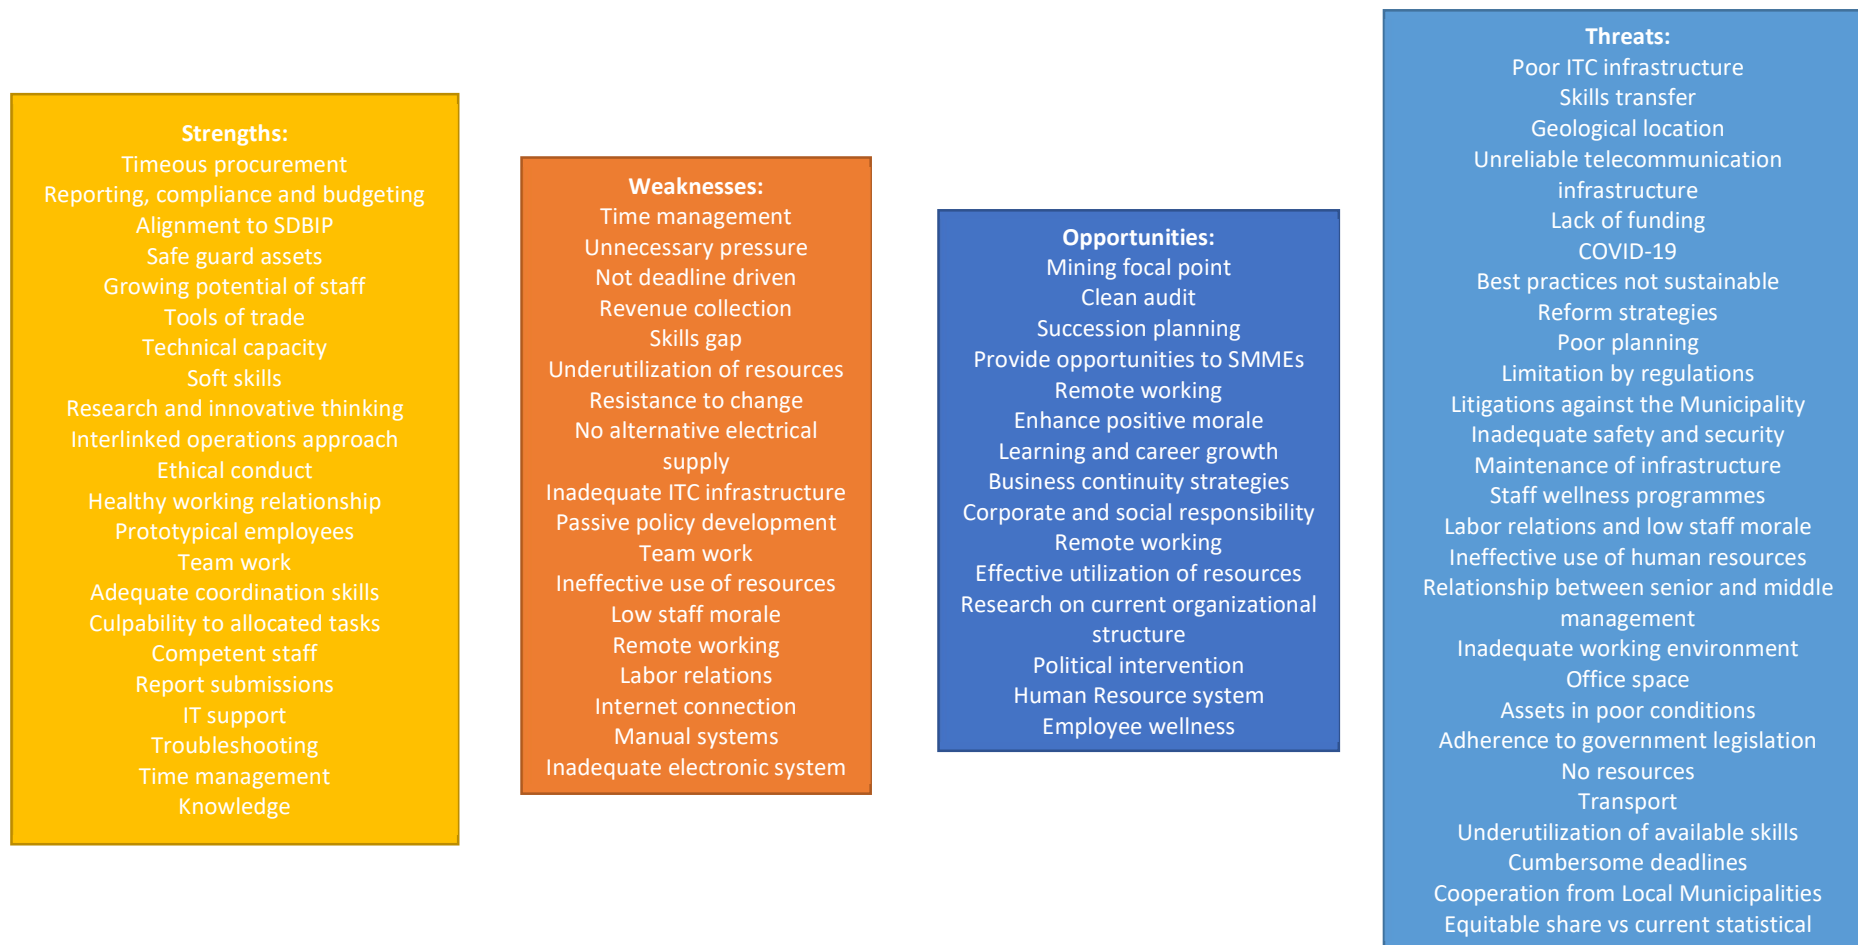 Strengths:
Timeous procurement
Reporting, compliance and budgeting
Alignment to SDBIP
Safe guard assets
Growing potential of staff
Tools of trade
Technical capacity
Soft skills
Research and innovative thinking
Interlinked operations approach
Ethical conduct
Healthy working relationship
Prototypical employees
Team work
Adequate coordination skills
Culpability to allocated tasks
Competent staff
Report submissions
IT support
Troubleshooting
Time management
Knowledge
Weaknesses:
Time management
Unnecessary pressure
Not deadline driven
Revenue collection
Skills gap
Underutilization of resources
Resistance to change
No alternative electrical
supply
Inadequate ITC infrastructure
Passive policy development
Team work
Ineffective use of resources
Low staff morale
Remote working
Labor relations
Internet connection
Manual systems
Inadequate electronic system
Opportunities:
Mining focal point
Clean audit
Succession planning
Provide opportunities to SMMEs
Remote working
Enhance positive morale
Learning and career growth
Business continuity strategies
Corporate and social responsibility
Remote working
Effective utilization of resources
Research on current organizational
structure
Political intervention
Human Resource system
Employee wellness
Threats:
Poor ITC infrastructure
Skills transfer
Geological location
Unreliable telecommunication
infrastructure
Lack of funding
COVID-19
Best practices not sustainable
Reform strategies
Poor planning
Limitation by regulations
Litigations against the Municipality
Inadequate safety and security
Maintenance of infrastructure
Staff wellness programmes
Labor relations and low staff morale
Ineffective use of human resources
Relationship between senior and middle
management
Inadequate working environment
Office space
Assets in poor conditions
Adherence to government legislation
No resources
Transport
Underutilization of available skills
Cumbersome deadlines
Cooperation from Local Municipalities
Equitable share vs current statistical